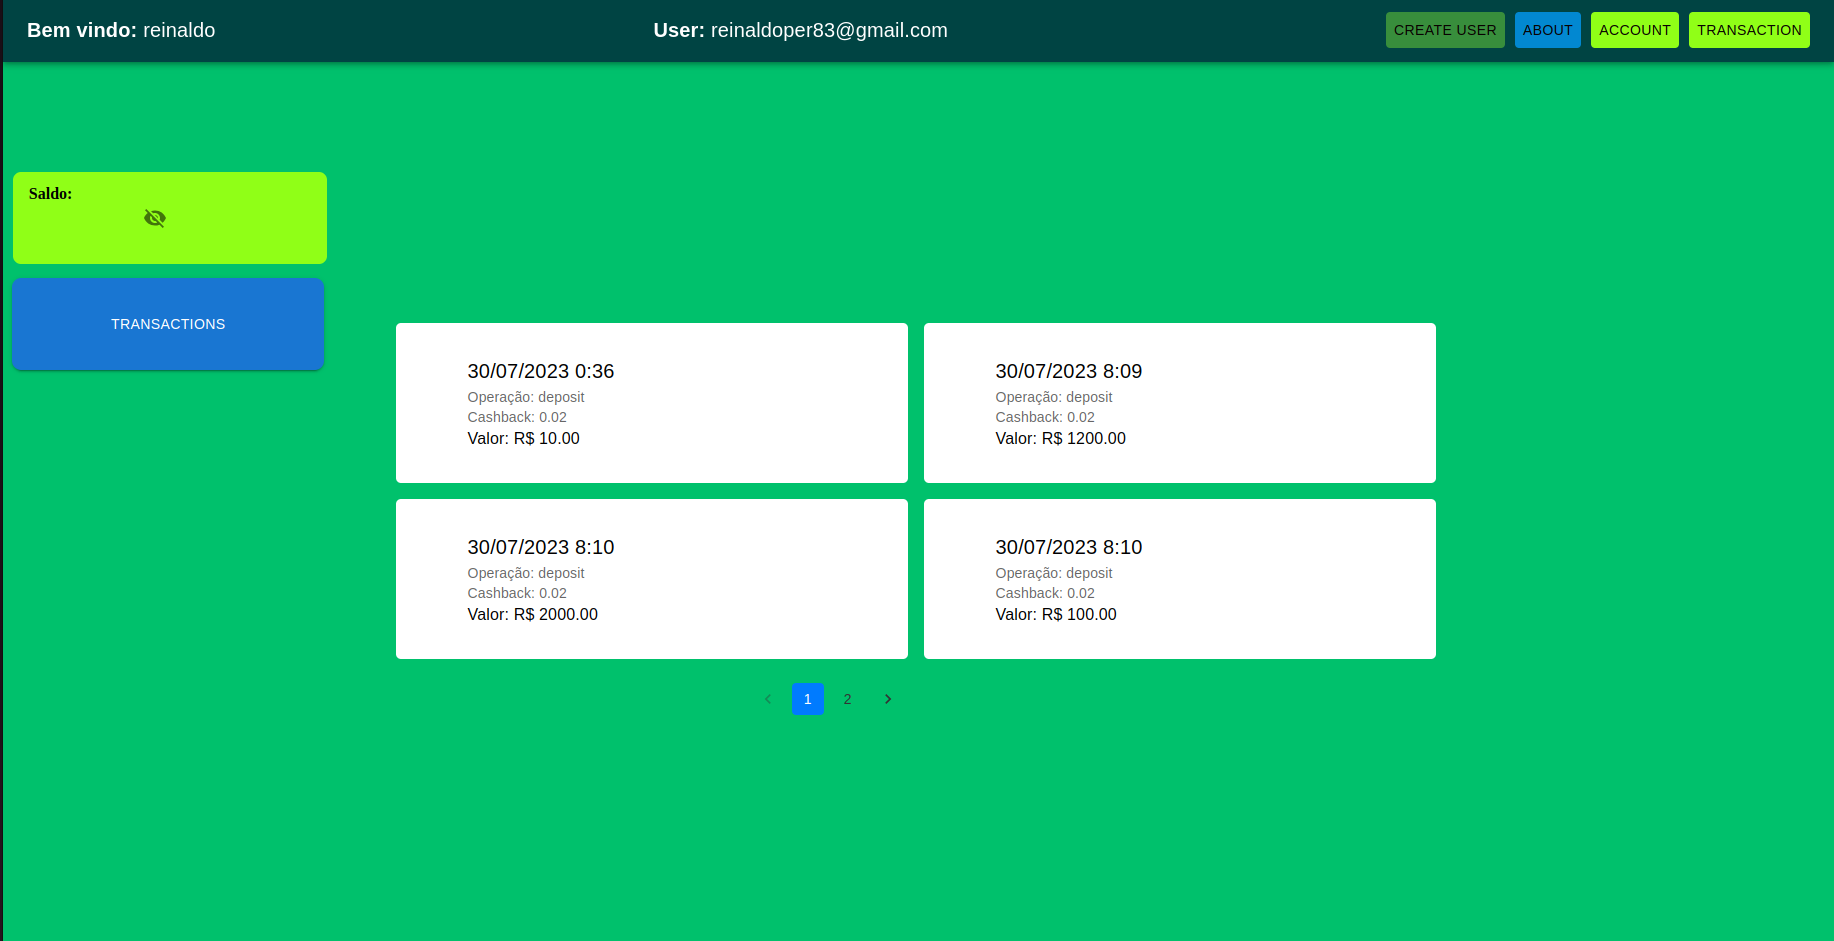 Bem vindo: reinaldo
User: reinaldoper83@gmail.com
CREATE USER
ABOUT
ACCOUNT
TRANSACTION
Saldo:
TRANSACTIONS
30/07/2023 0:36
Operação: deposit
Cashback: 0.02
Valor: R$ 10.00
30/07/2023 8:09
Operação: deposit
Cashback: 0.02
Valor: R$ 1200.00
30/07/2023 8:10
Operação: deposit
Cashback: 0.02
Valor: R$ 2000.00
30/07/2023 8:10
Operação: deposit
Cashback: 0.02
Valor: R$ 100.00
1
2